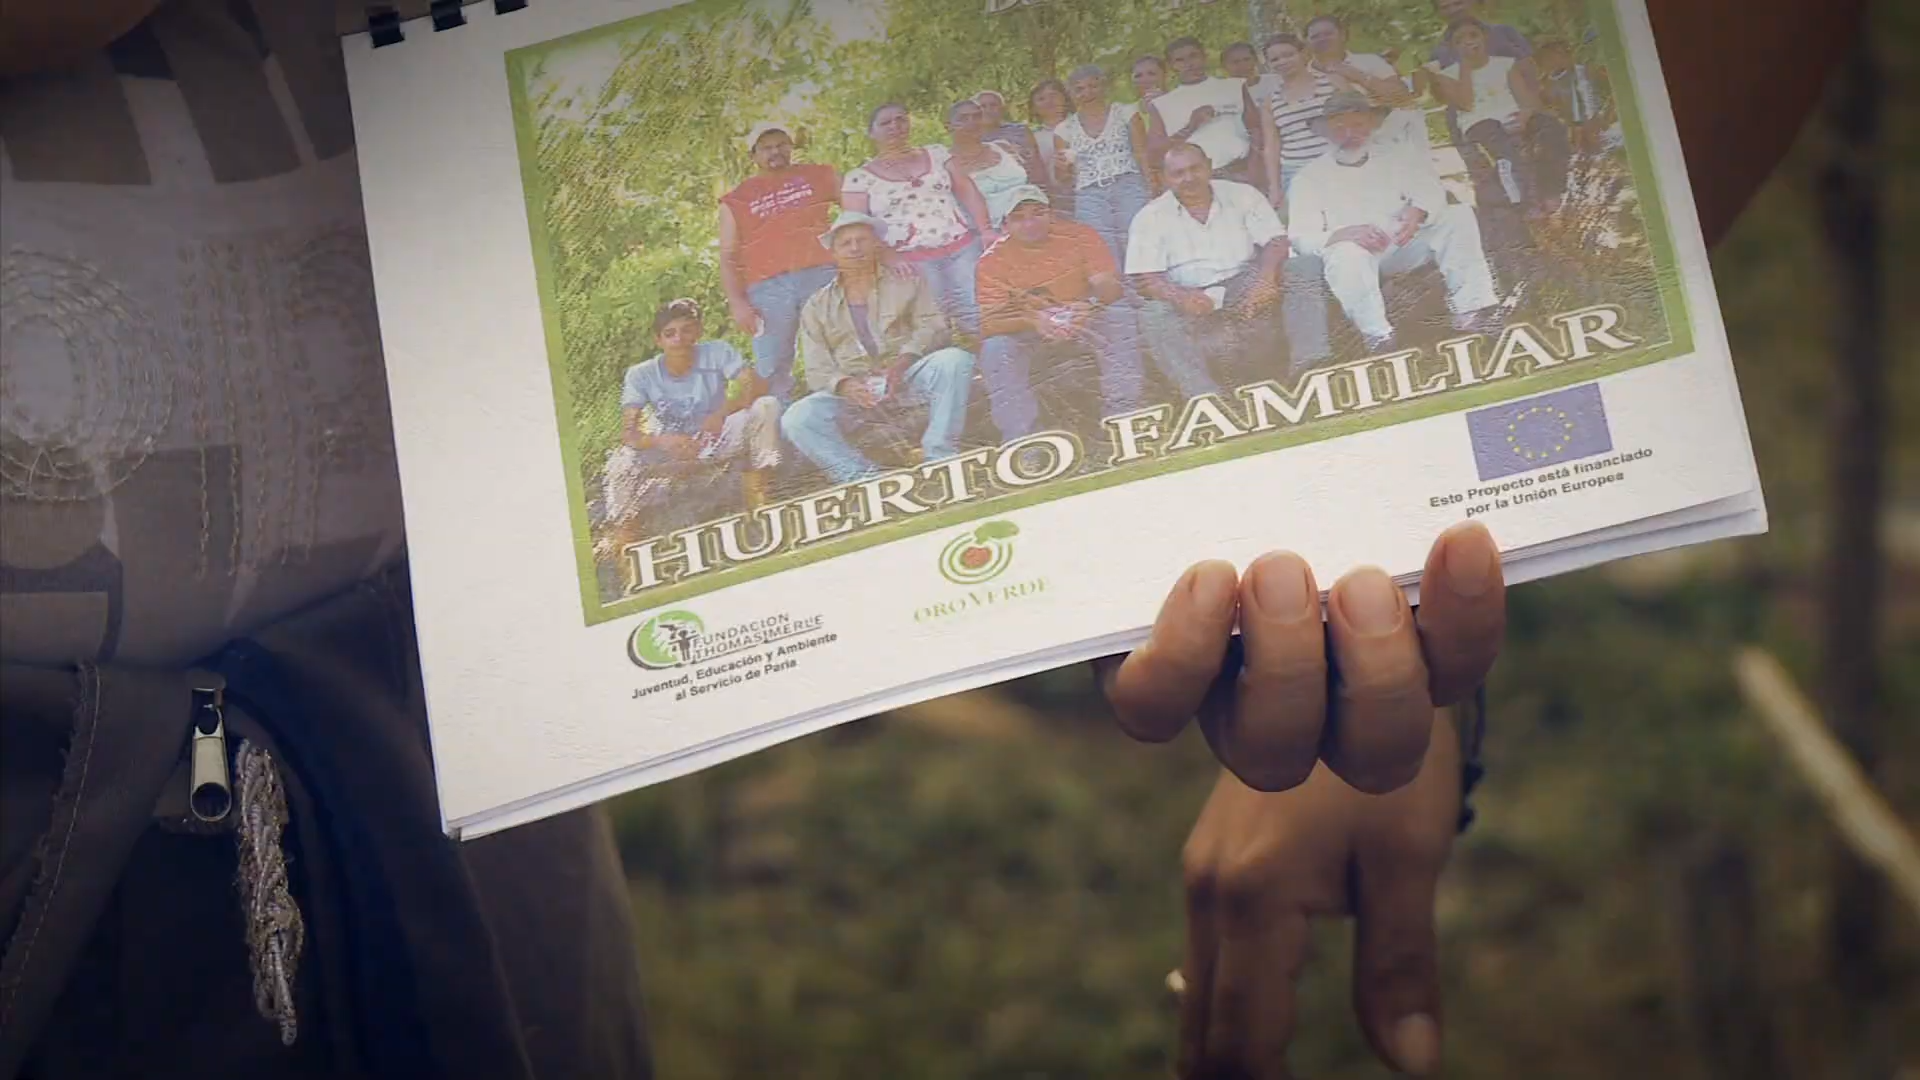 HUERTO FAMILIAR
Este Proyecto está financiado
por la Unión Europea
OROVERDE
FUNDACION
THOMASMERLE
Juventud, Educación y Ambiente
al Servicio de Paria